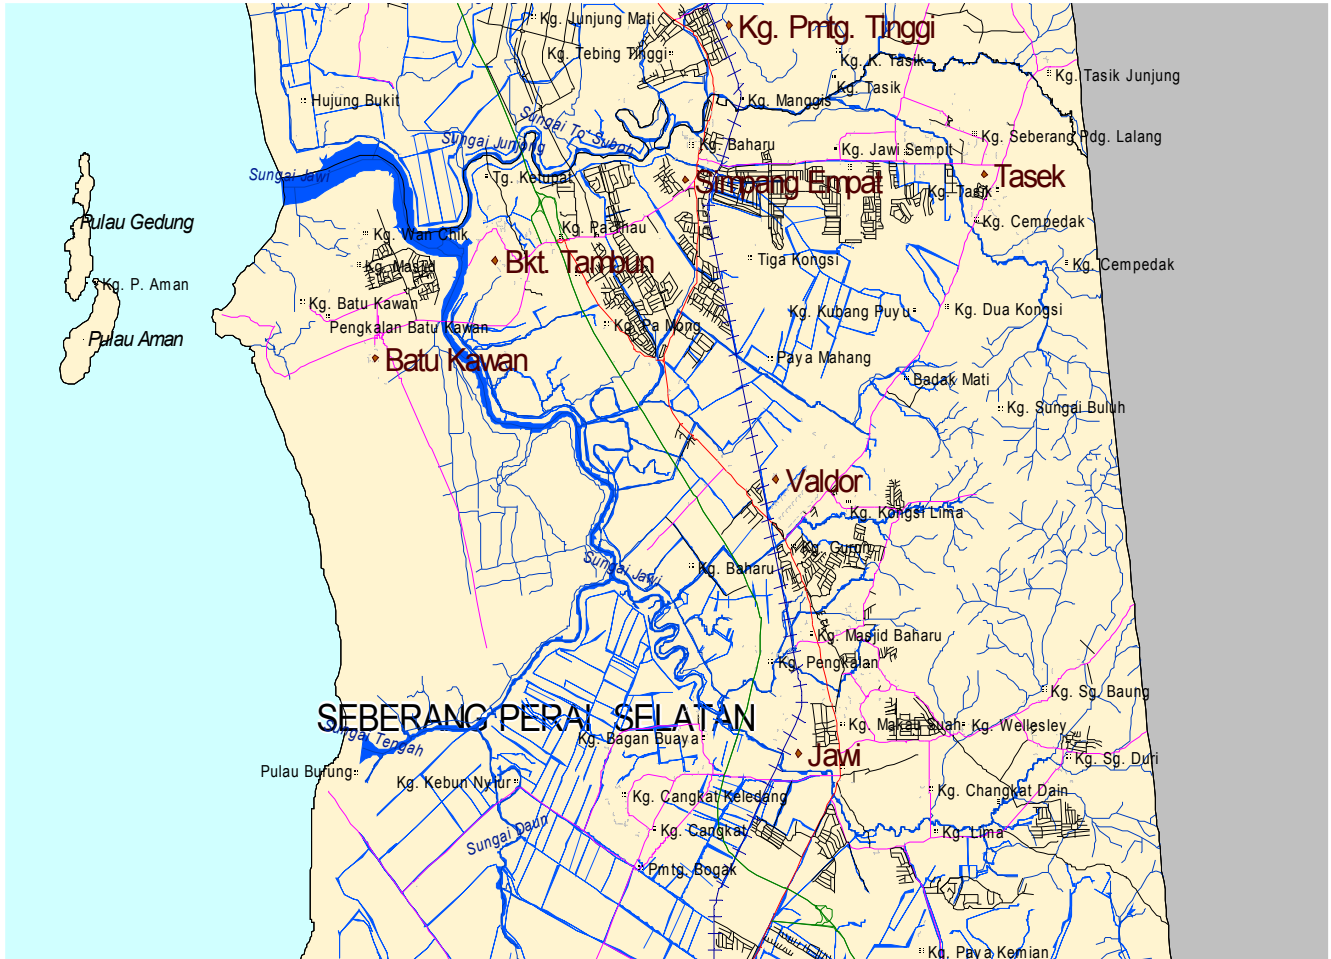 Kg. Junjung Mati
Kg. Pmtg. Tinggi
Kg. Tebing Tinggi
Kg. K. Tasik
Kg. Tasik Junjung
Kg. Tasik
Hujung Bukit
Kg. Manggis
Sungai To' Suboh
Kg. Seberang Pdg. Lalang
Sungai Junjong
Kg. Baharu
Kg. Jawi Sempit
Sungai Jawi
Tg. Ketupat
Simpang Empat
Tasek
Kg. Tasik
Pulau Gedung
Kg. Cempedak
Kg. Wan Chik
Kg. Pa Thau
Bkt. Tambun
Tiga Kongsi
Kg. Masjid
Kg. Cempedak
Kg. P. Aman
Kg. Batu Kawan
Kg. Kubang Puyu
Kg. Dua Kongsi
Pengkalan Batu Kawan
Kg. Pa Mong
Pulau Aman
Batu Kawan
Paya Mahang
Badak Mati
Kg. Sungai Buluh
Valdor
Kg. Kongsi Lima
Kg. Gurun
Sungai Jawi
Kg. Baharu
Kg. Masjid Baharu
Kg. Pengkalan
Kg. Sg. Baung
SEBERANG PERAI SELATAN
Kg. Makau Suah
Kg. Wellesley
Sungai Tengah
Kg. Bagan Buaya
Jawi
Kg. Sg. Duri
Pulau Burung
Kg. Kebun Nyiur
Kg. Cangkat Keledang
Kg. Changkat Dain
Sungai Daun
Kg. Cangkat
Kg. Lima
Pmtg. Bogak
Kg. Paya Kemian